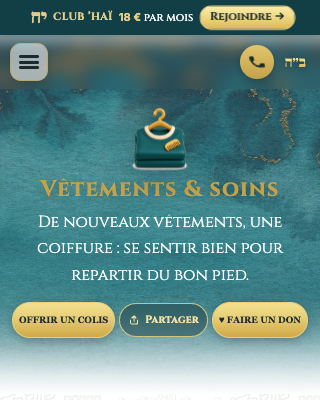 חי CLUB 'HAÏ 18 € PAR MOIS REJOINDRE →
ב״ה
VÊTEMENTS & SOINS
DE NOUVEAUX VÊTEMENTS, UNE
COIFFURE : SE SENTIR BIEN POUR
REPARTIR DU BON PIED.
OFFRIR UN COLIS PARTAGER ♥ FAIRE UN DON